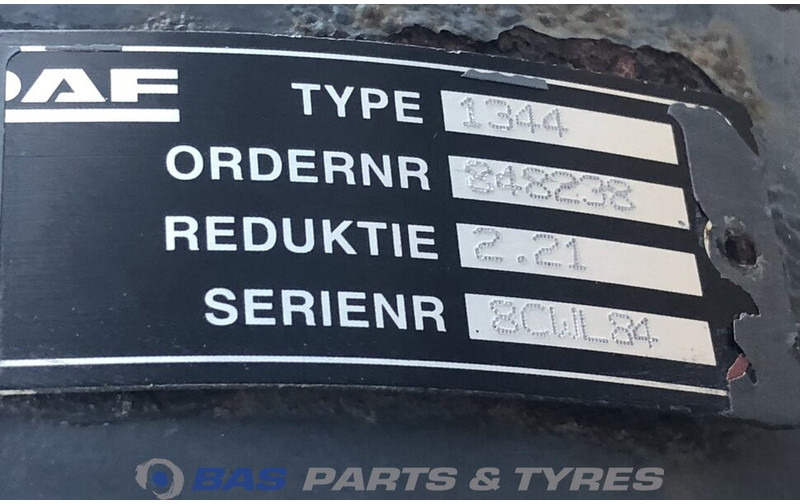 DAF
TYPE 1344
ORDERNR 848238
REDUKTIE 2.21
SERIENR 8CWL84
BAS PARTS & TYRES